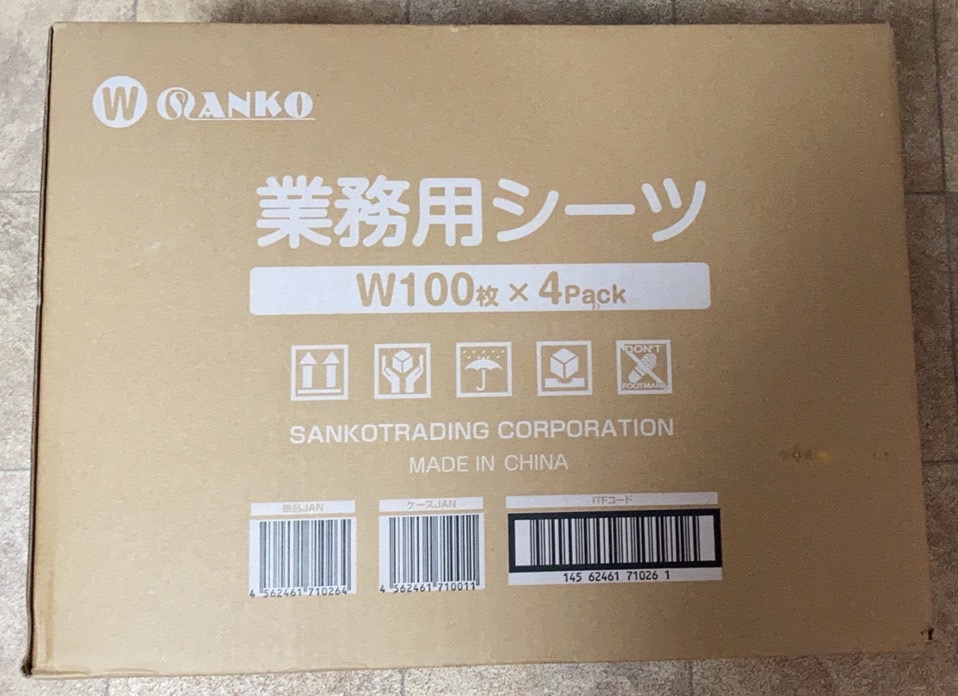 W SANKO
業務用シーツ
W100枚×4Pack
DON'T
FOOTMARK
SANKOTRADING CORPORATION
MADE IN CHINA
単品JAN
ケースJAN
ITFコード
4 562461 710264
4 562461 710011
145 62461 71026 1